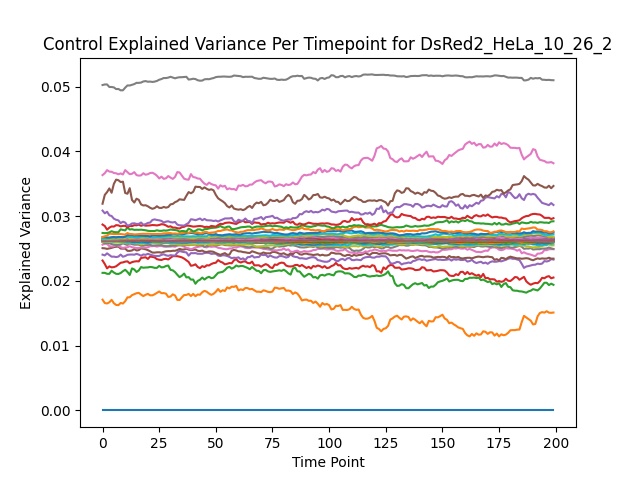 Control Explained Variance Per Timepoint for DsRed2_HeLa_10_26_2
Explained Variance
0.05
0.04
0.03
0.02
0.01
0.00
0 25 50 75 100 125 150 175 200
Time Point